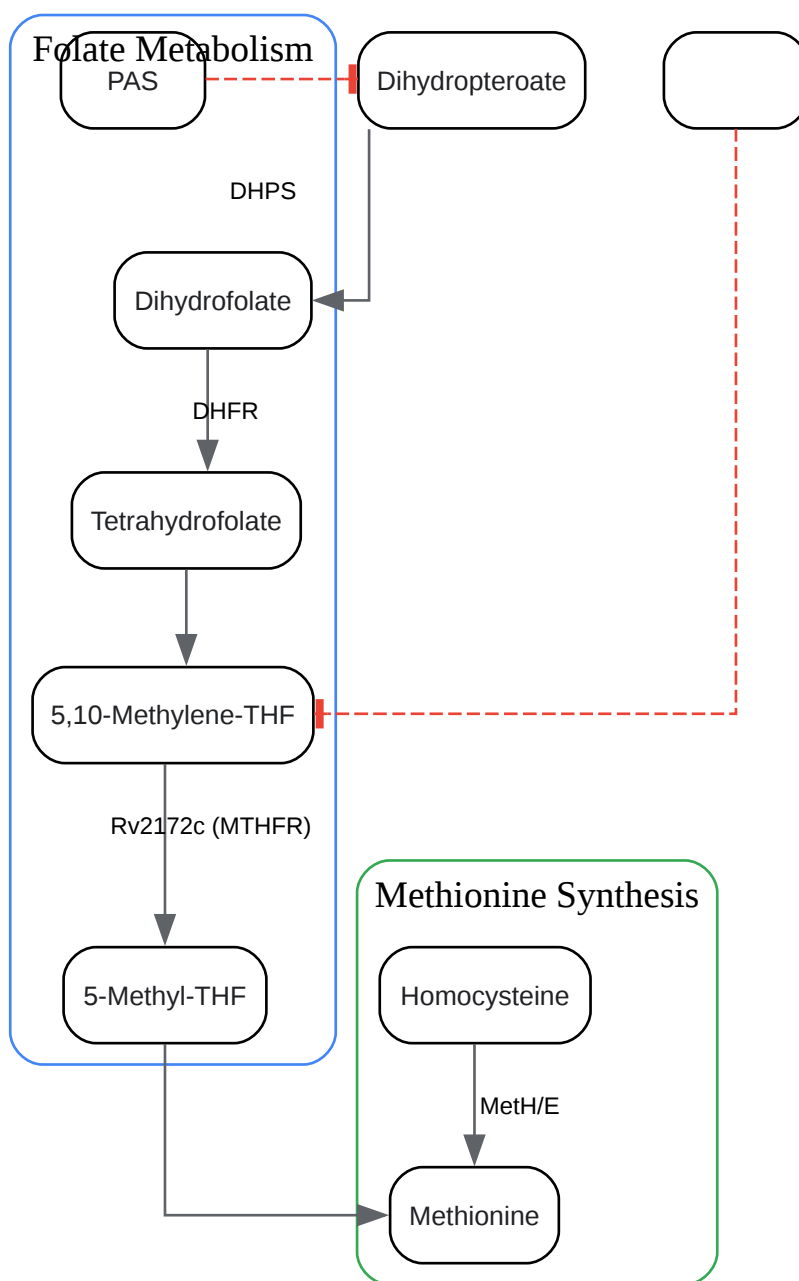 Folate Metabolism
PAS
Dihydropteroate
DHPS
Dihydrofolate
DHFR
Tetrahydrofolate
5,10-Methylene-THF
Rv2172c (MTHFR)
Methionine Synthesis
5-Methyl-THF
Homocysteine
MetH/E
Methionine